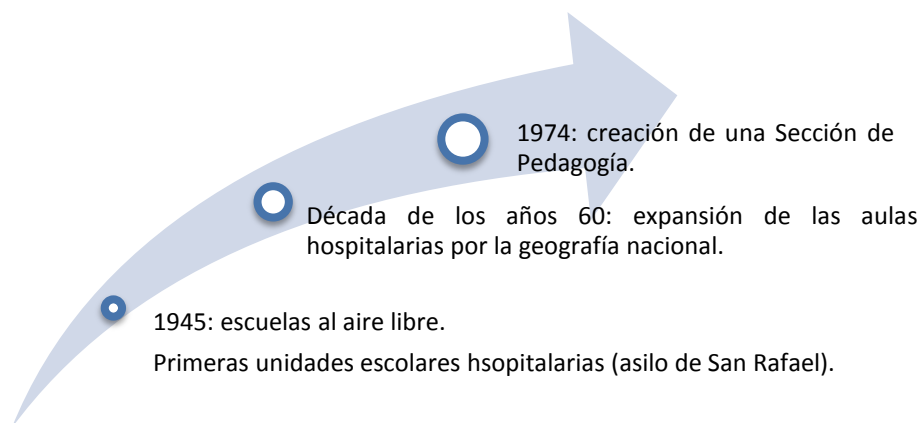 1974: creación de una Sección de
Pedagogía.
Década de los años 60: expansión de las aulas
hospitalarias por la geografía nacional.
1945: escuelas al aire libre.
Primeras unidades escolares hsopitalarias (asilo de San Rafael).